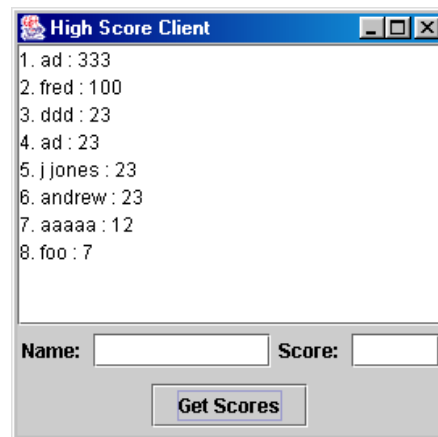 High Score Client
1. ad : 333
2. fred : 100
3. ddd : 23
4. ad : 23
5. j jones : 23
6. andrew : 23
7. aaaaa : 12
8. foo : 7
Name: Score:
Get Scores